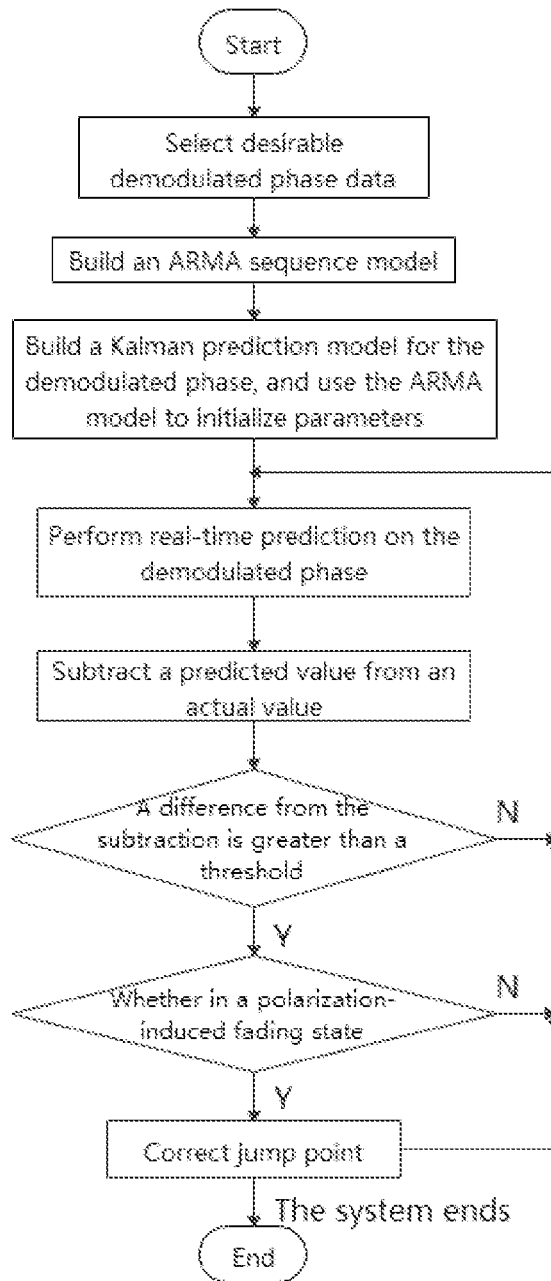 Start
Select desirable
demodulated phase data
Build an ARMA sequence model
Build a Kalman prediction model for the
demodulated phase, and use the ARMA
model to initialize parameters
Perform real-time prediction on the
demodulated phase
Subtract a predicted value from an
actual value
A difference from the
subtraction is greater than a
threshold
N
Y
Whether in a polarization-
induced fading state
N
Y
Correct jump point
The system ends
End